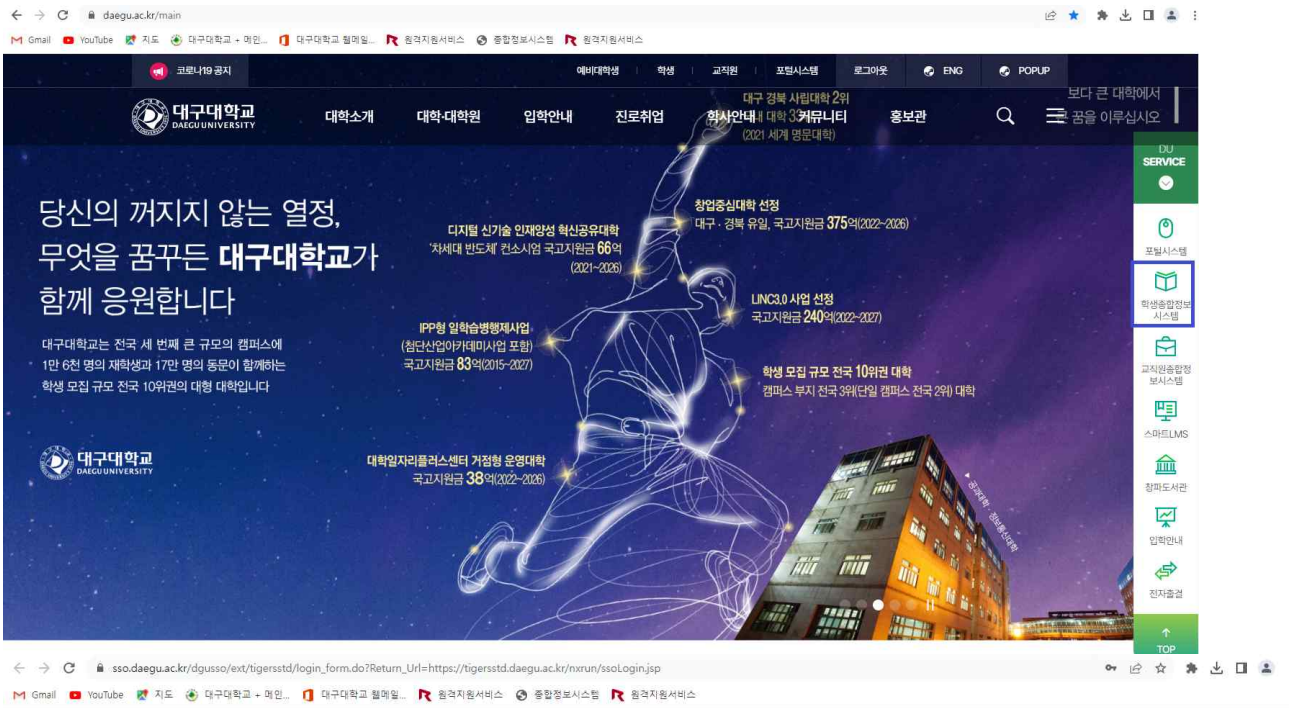 daegu.ac.kr/main
Gmail YouTube 지도 대구대학교 + 메인... 대구대학교 웹메일... 원격지원서비스 종합정보시스템 원격지원서비스
코로나19 공지 예비대학생 학생 교직원 포털시스템 로그아웃 ENG POPUP
대구대학교 대학소개 대학·대학원 입학안내 진로취업 학사안내 커뮤니티 홍보관
DAEGU UNIVERSITY
대구 경북 사립대학 2위
(2021 세계 명문대학)
보다 큰 대학에서
큰 꿈을 이루십시오
DU
SERVICE
당신의 꺼지지 않는 열정,
무엇을 꿈꾸든 대구대학교가
함께 응원합니다
대구대학교는 전국 세 번째 큰 규모의 캠퍼스에
1만 6천 명의 재학생과 17만 명의 동문이 함께하는
학생 모집 규모 전국 10위권의 대형 대학입니다
대구대학교
DAEGU UNIVERSITY
디지털 신기술 인재양성 혁신공유대학
'차세대 반도체' 컨소시엄 국고지원금 66억
(2021~2026)
IPP형 일학습병행제사업
(첨단산업아카데미사업 포함)
국고지원금 83억(2015~2027)
대학일자리플러스센터 거점형 운영대학
국고지원금 38억(2022~2026)
창업중심대학 선정
대구·경북 유일, 국고지원금 375억(2022~2026)
LINC3.0 사업 선정
국고지원금 240억(2022~2027)
학생 모집 규모 전국 10위권 대학
캠퍼스 부지 전국 3위(단일 캠퍼스 전국 2위) 대학
공과대학·정보통신대학
포털시스템
학생종합정보
시스템
교직원종합정
보시스템
스마트LMS
창파도서관
입학안내
전자출결
TOP
sso.daegu.ac.kr/dgusso/ext/tigersstd/login_form.do?Return_Url=https://tigersstd.daegu.ac.kr/nxrun/ssoLogin.jsp
Gmail YouTube 지도 대구대학교 + 메인... 대구대학교 웹메일... 원격지원서비스 종합정보시스템 원격지원서비스